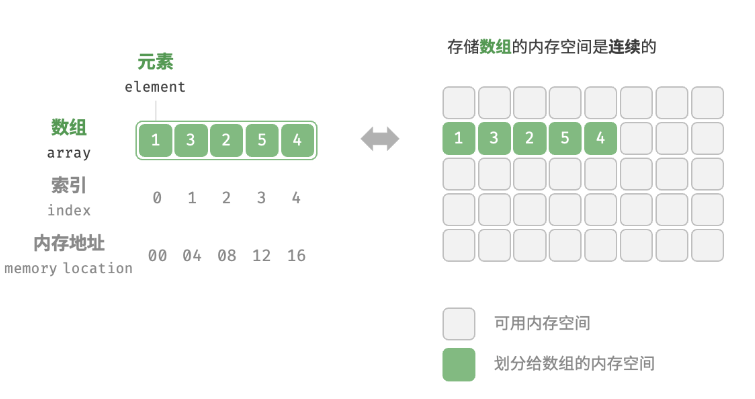 元素
element
数组
array
1 3 2 5 4
索引
index
0 1 2 3 4
内存地址
memory location
00 04 08 12 16
存储数组的内存空间是连续的
1 3 2 5 4
可用内存空间
划分给数组的内存空间